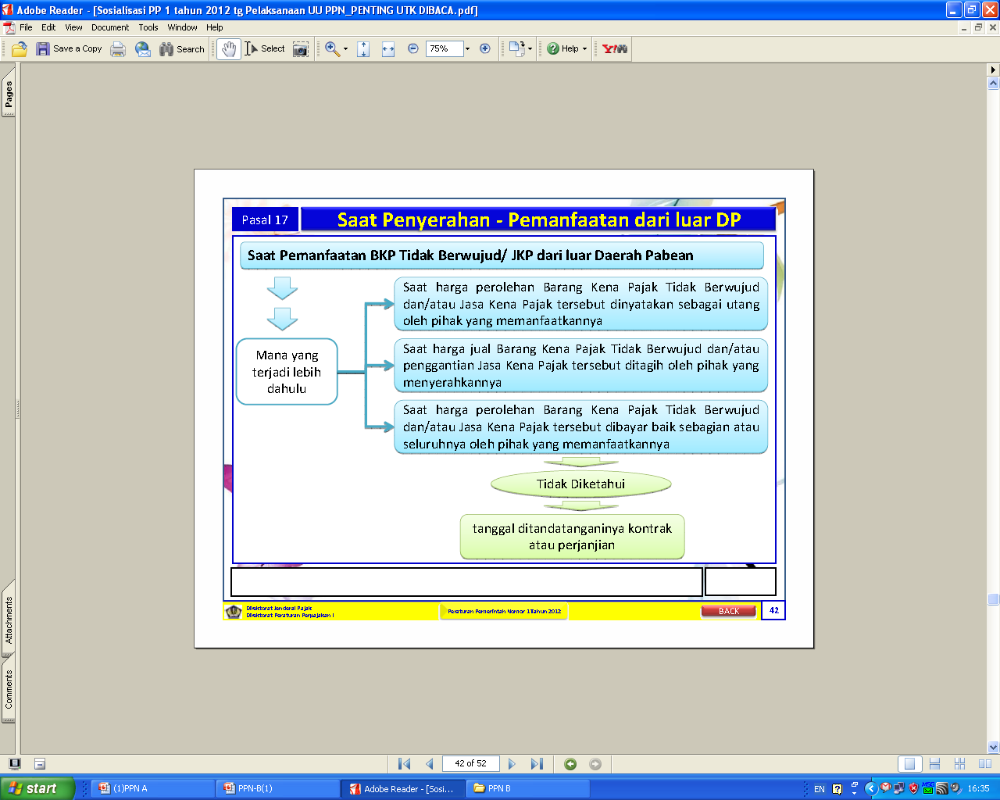 Adobe Reader - [Sosialisasi PP 1 tahun 2012 tg Pelaksanaan UU PPN_PENTING UTK DIBACA.pdf]
File Edit View Document Tools Window Help
Save a Copy Search Select 75% Help Y!
Pages
Pasal 17
Saat Penyerahan - Pemanfaatan dari luar DP
Saat Pemanfaatan BKP Tidak Berwujud/ JKP dari luar Daerah Pabean
Mana yang
terjadi lebih
dahulu
Saat harga perolehan Barang Kena Pajak Tidak Berwujud
dan/atau Jasa Kena Pajak tersebut dinyatakan sebagai utang
oleh pihak yang memanfaatkannya
Saat harga jual Barang Kena Pajak Tidak Berwujud dan/atau
penggantian Jasa Kena Pajak tersebut ditagih oleh pihak yang
menyerahkannya
Saat harga perolehan Barang Kena Pajak Tidak Berwujud
dan/atau Jasa Kena Pajak tersebut dibayar baik sebagian atau
seluruhnya oleh pihak yang memanfaatkannya
Tidak Diketahui
tanggal ditandatanganinya kontrak
atau perjanjian
Direktorat Jenderal Pajak
Direktorat Peraturan Perpajakan I
Peraturan Pemerintah Nomor 1 Tahun 2012
BACK
42
Attachments
Comments
42 of 52
start (1)PPN A PPN-B(1) Adobe Reader - [Sosi... PPN B EN MSG 16:35